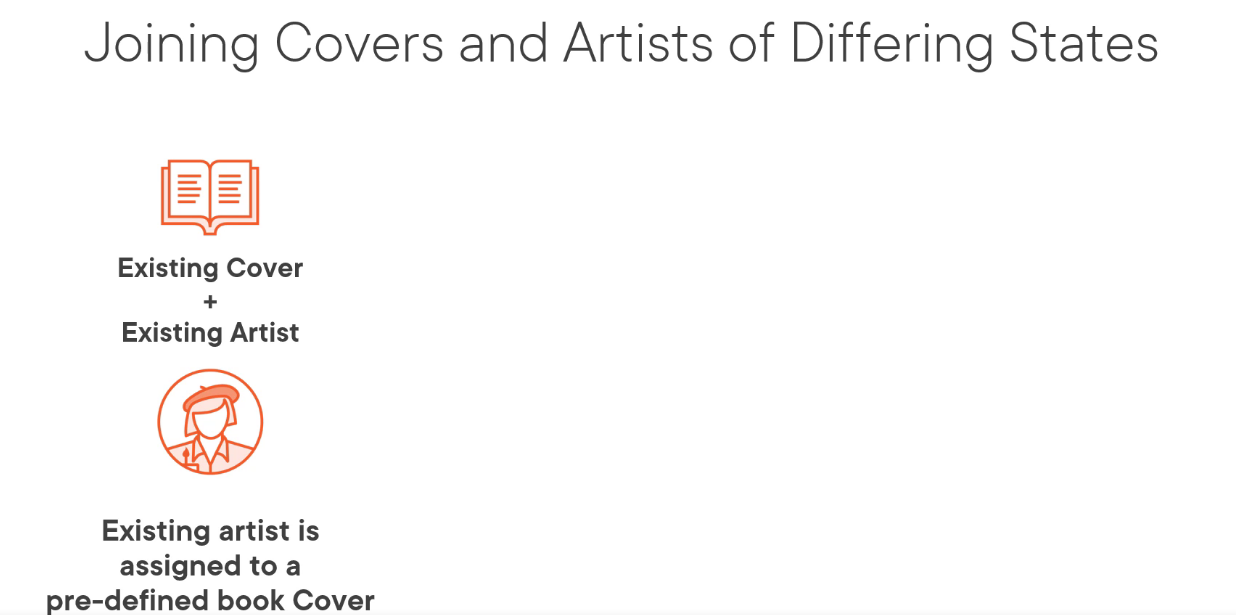 Joining Covers and Artists of Differing States
Existing Cover
+
Existing Artist
Existing artist is
assigned to a
pre-defined book Cover